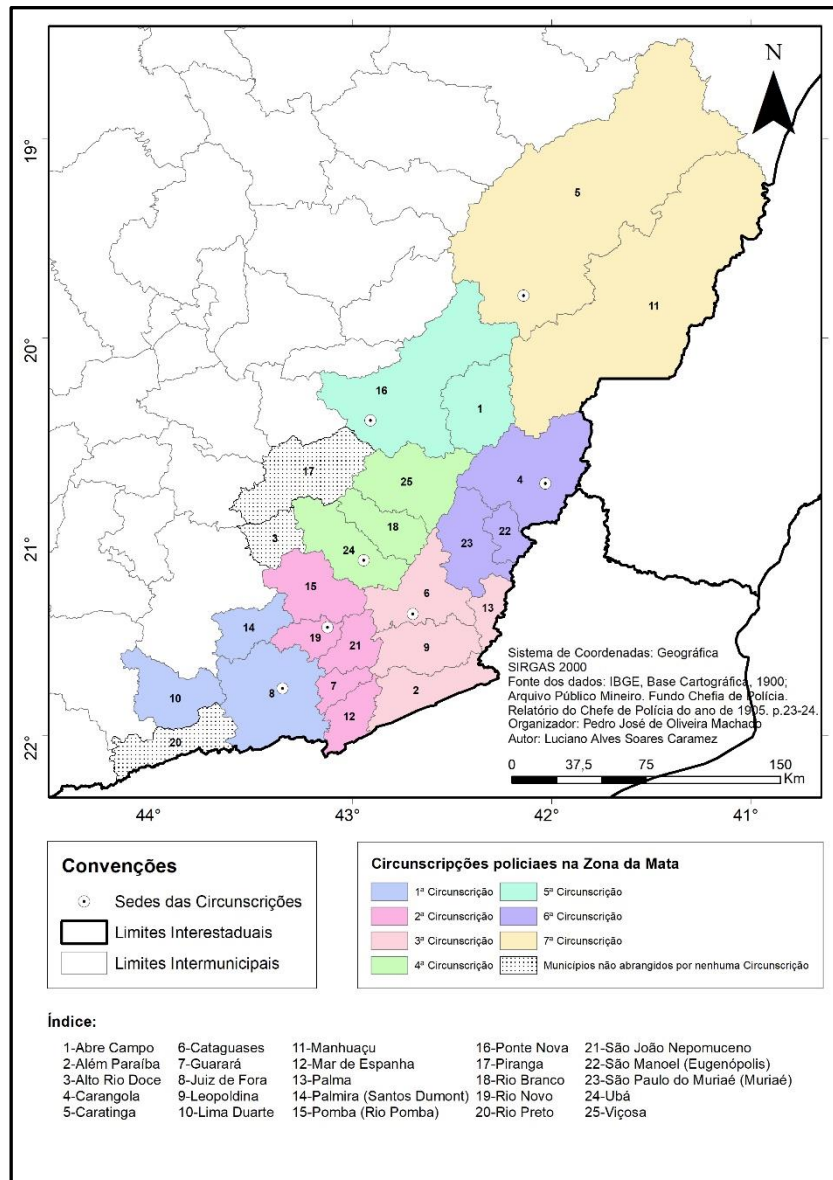 N
19°
5
11
20°
16
1
17
25
4
18
23
22
21°
3
24
15
6
13
14
19
21
9
10
8
7
2
12
22°
20
Sistema de Coordenadas: Geográfica
SIRGAS 2000
Fonte dos dados: IBGE, Base Cartográfica, 1900;
Arquivo Público Mineiro. Fundo Chefia de Polícia.
Relatório do Chefe de Polícia do ano de 1905. p.23-24.
Organizador: Pedro José de Oliveira Machado
Autor: Luciano Alves Soares Caramez
0 37,5 75 150
Km
44° 43° 42° 41°
Convenções
Sedes das Circunscrições
Limites Interestaduais
Limites Intermunicipais
Circunscripções policiaes na Zona da Mata
1ª Circunscrição 5ª Circunscrição
2ª Circunscrição 6ª Circunscrição
3ª Circunscrição 7ª Circunscrição
4ª Circunscrição Municípios não abrangidos por nenhuma Circunscrição
Índice:
1-Abre Campo 6-Cataguases 11-Manhuaçu 16-Ponte Nova 21-São João Nepomuceno
2-Além Paraíba 7-Guarará 12-Mar de Espanha 17-Piranga 22-São Manoel (Eugenópolis)
3-Alto Rio Doce 8-Juiz de Fora 13-Palma 18-Rio Branco 23-São Paulo do Muriaé (Muriaé)
4-Carangola 9-Leopoldina 14-Palmira (Santos Dumont) 19-Rio Novo 24-Ubá
5-Caratinga 10-Lima Duarte 15-Pomba (Rio Pomba) 20-Rio Preto 25-Viçosa